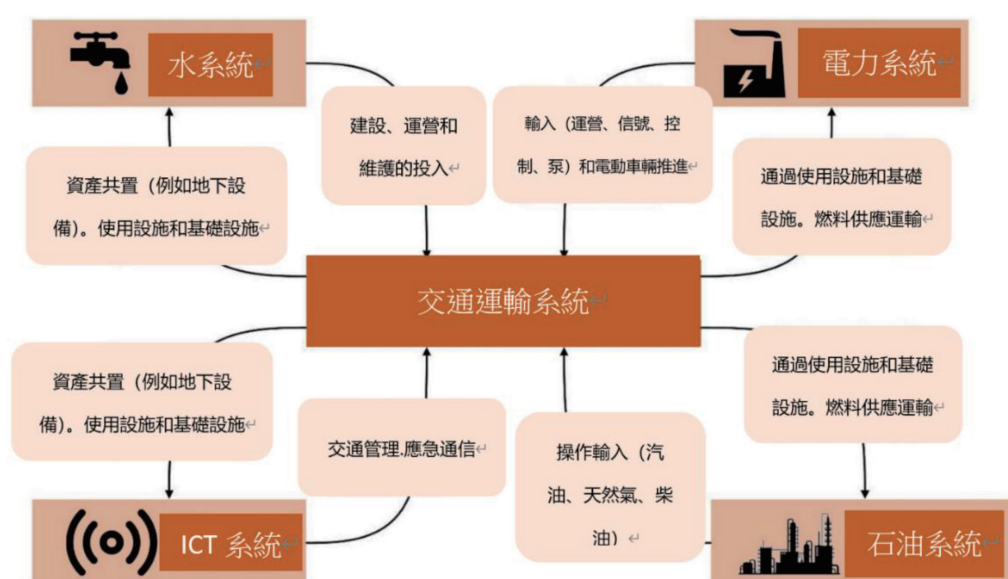 水系統
電力系統
建設、運營和
維護的投入
輸入（運營、信號、控
制、泵）和電動車輛推進
資產共置（例如地下設
備）。使用設施和基礎設施
通過使用設施和基礎
設施。燃料供應運輸
交通運輸系統
資產共置（例如地下設
備）。使用設施和基礎設施
交通管理.應急通信
操作輸入（汽
油、天然氣、柴
油）
通過使用設施和基礎
設施。燃料供應運輸
ICT 系統
石油系統